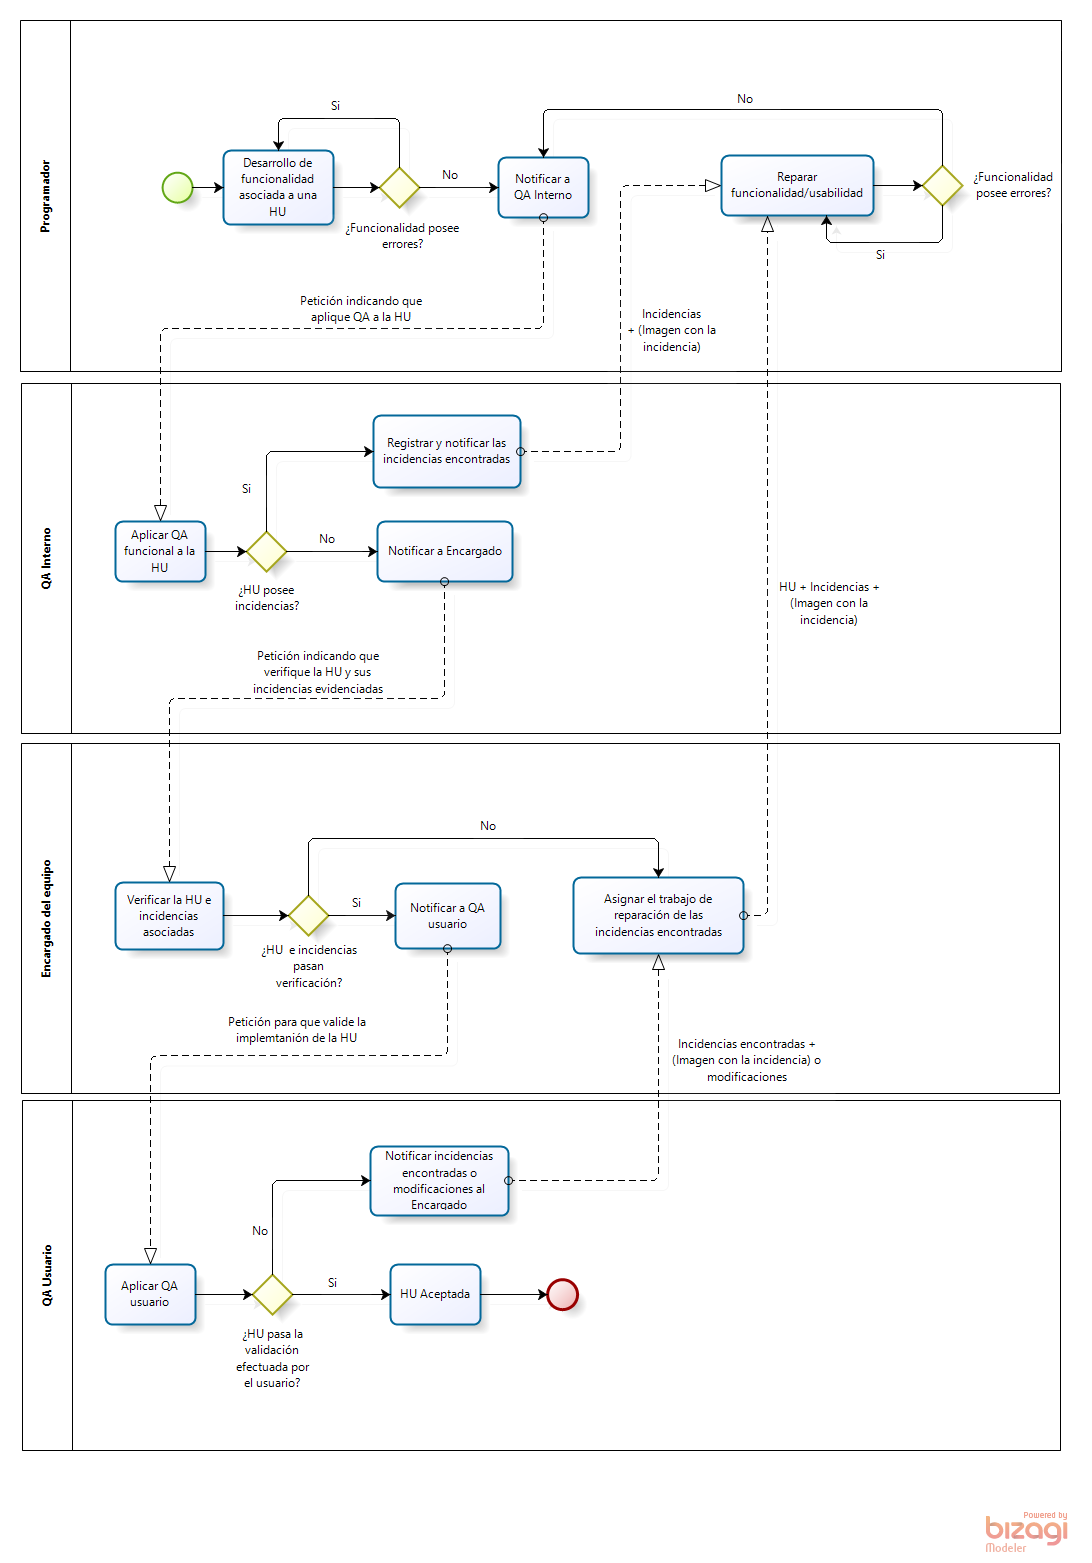 Programador
Si
Desarrollo de
funcionalidad
asociada a una
HU
No
¿Funcionalidad posee
errores?
Notificar a
QA Interno
No
Reparar
funcionalidad/usabilidad
¿Funcionalidad
posee errores?
Si
Petición indicando que
aplique QA a la HU
Incidencias
+ (Imagen con la
incidencia)
QA Interno
Registrar y notificar las
incidencias encontradas
Si
Aplicar QA
funcional a la
HU
No
Notificar a Encargado
¿HU posee
incidencias?
HU + Incidencias +
(Imagen con la
incidencia)
Petición indicando que
verifique la HU y sus
incidencias evidenciadas
Encargado del equipo
No
Verificar la HU e
incidencias
asociadas
Si
Notificar a QA
usuario
Asignar el trabajo de
reparación de las
incidencias encontradas
¿HU e incidencias
pasan
verificación?
Petición para que valide la
implemtanión de la HU
Incidencias encontradas +
(Imagen con la incidencia) o
modificaciones
QA Usuario
Notificar incidencias
encontradas o
modificaciones al
Encargado
No
Aplicar QA
usuario
Si
HU Aceptada
¿HU pasa la
validación
efectuada por
el usuario?
Powered by
bizagi
Modeler